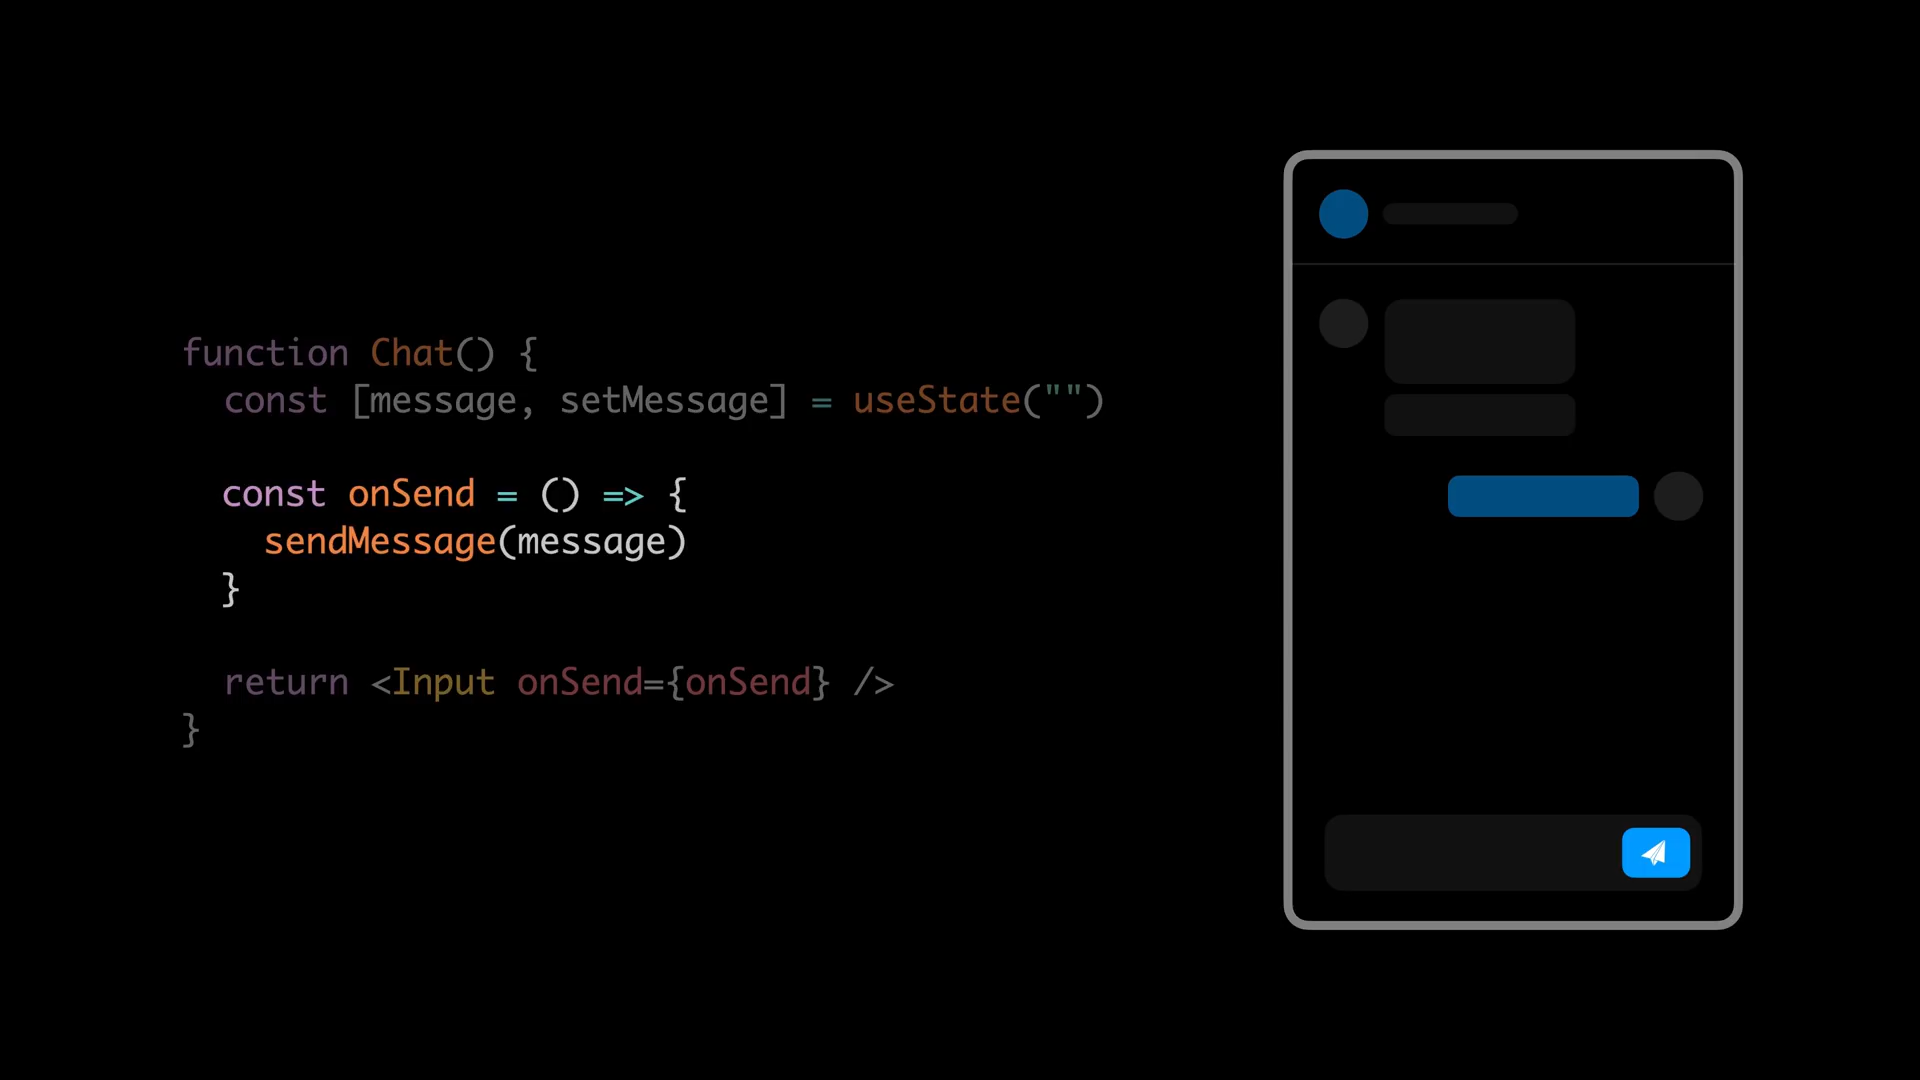 function Chat() {
const [message, setMessage] = useState("")
const onSend = () => {
sendMessage(message)
}
return <Input onSend={onSend} />
}